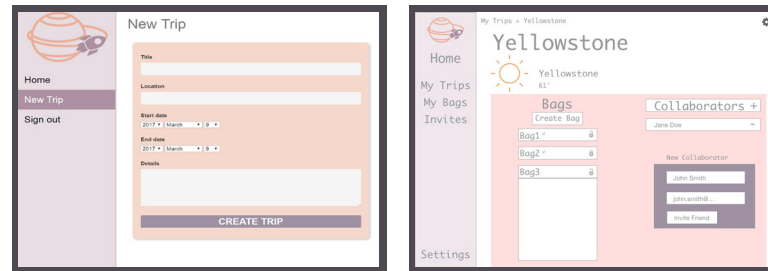 New Trip
Home
New Trip
Sign out
Title
Location
Start date
2017 March 9
End date
2017 March 9
Details
CREATE TRIP
My Trips > Yellowstone
Yellowstone
Home
My Trips
My Bags
Invites
Settings
Yellowstone
61°
Bags
Create Bag
Bag1
Bag2
Bag3
Collaborators +
Jane Doe
New Collaborator
John Smith
john.smith@...
Invite Friend